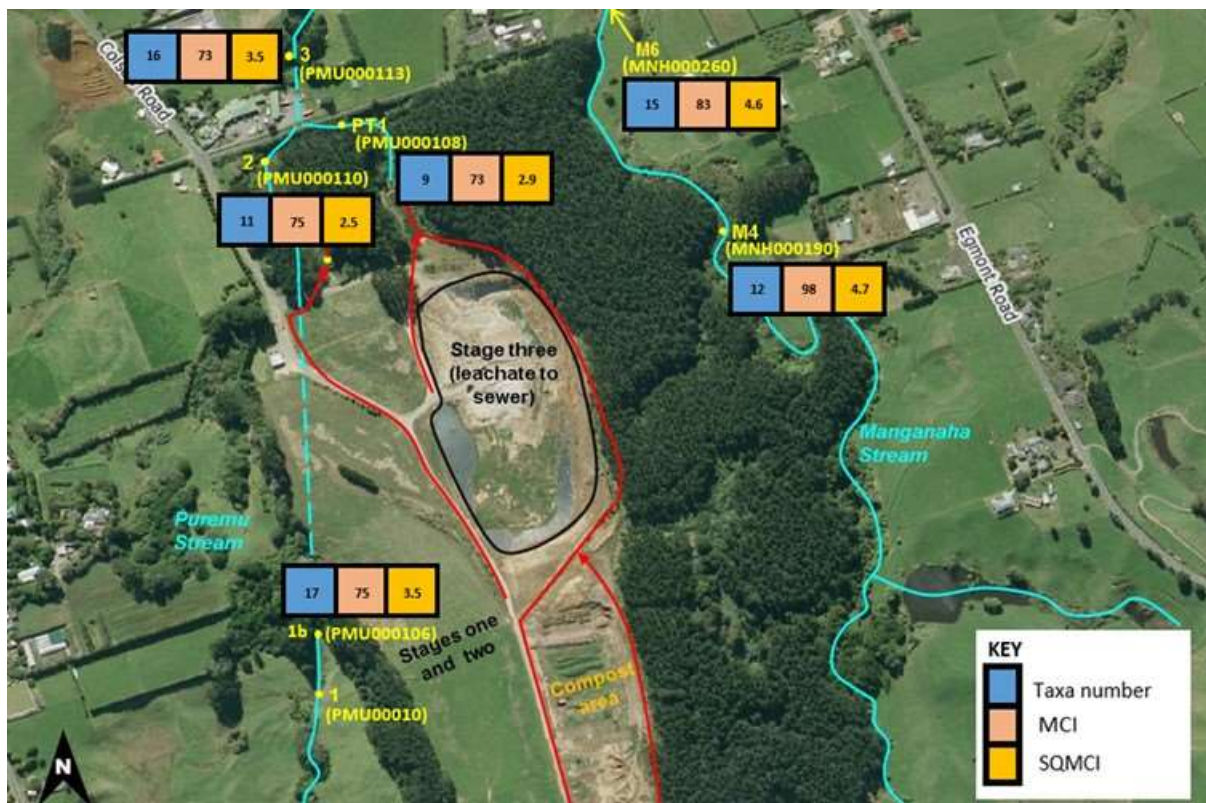 Colson Road
16 73 3.5
3
(PMU000113)
M6
(MNH000260)
15 83 4.6
PT1
(PMU000108)
2
(PMU000110)
9 73 2.9
11 75 2.5
M4
(MNH000190)
12 98 4.7
Egmont Road
Stage three
(leachate to
sewer)
Manganaha
Stream
Puremu
Stream
17 75 3.5
1b (PMU000106)
Stages one
and two
1
(PMU00010)
Compost
area
N
KEY
Taxa number
MCI
SQMCI